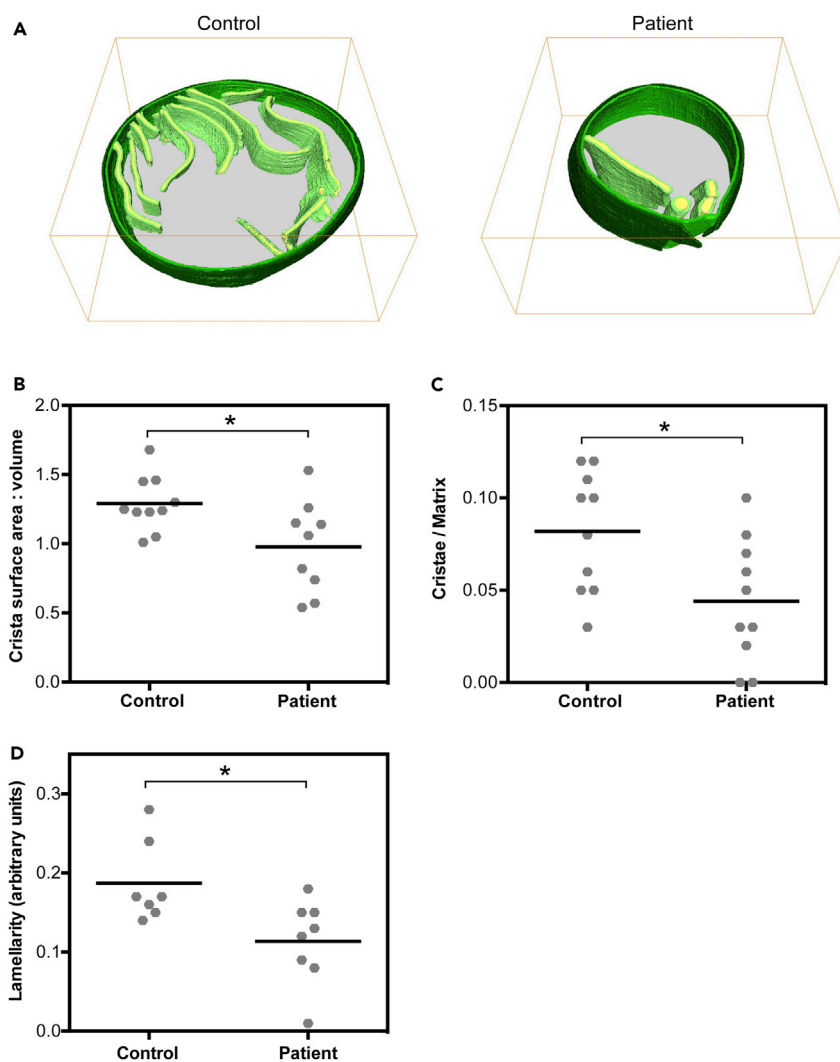 A
Control
Patient
B
Crista surface area : volume
2.0
1.5
1.0
0.5
0.0
*
Control
Patient
C
Cristae / Matrix
0.15
0.10
0.05
0.00
*
Control
Patient
D
Lamellarity (arbitrary units)
0.3
0.2
0.1
0.0
*
Control
Patient